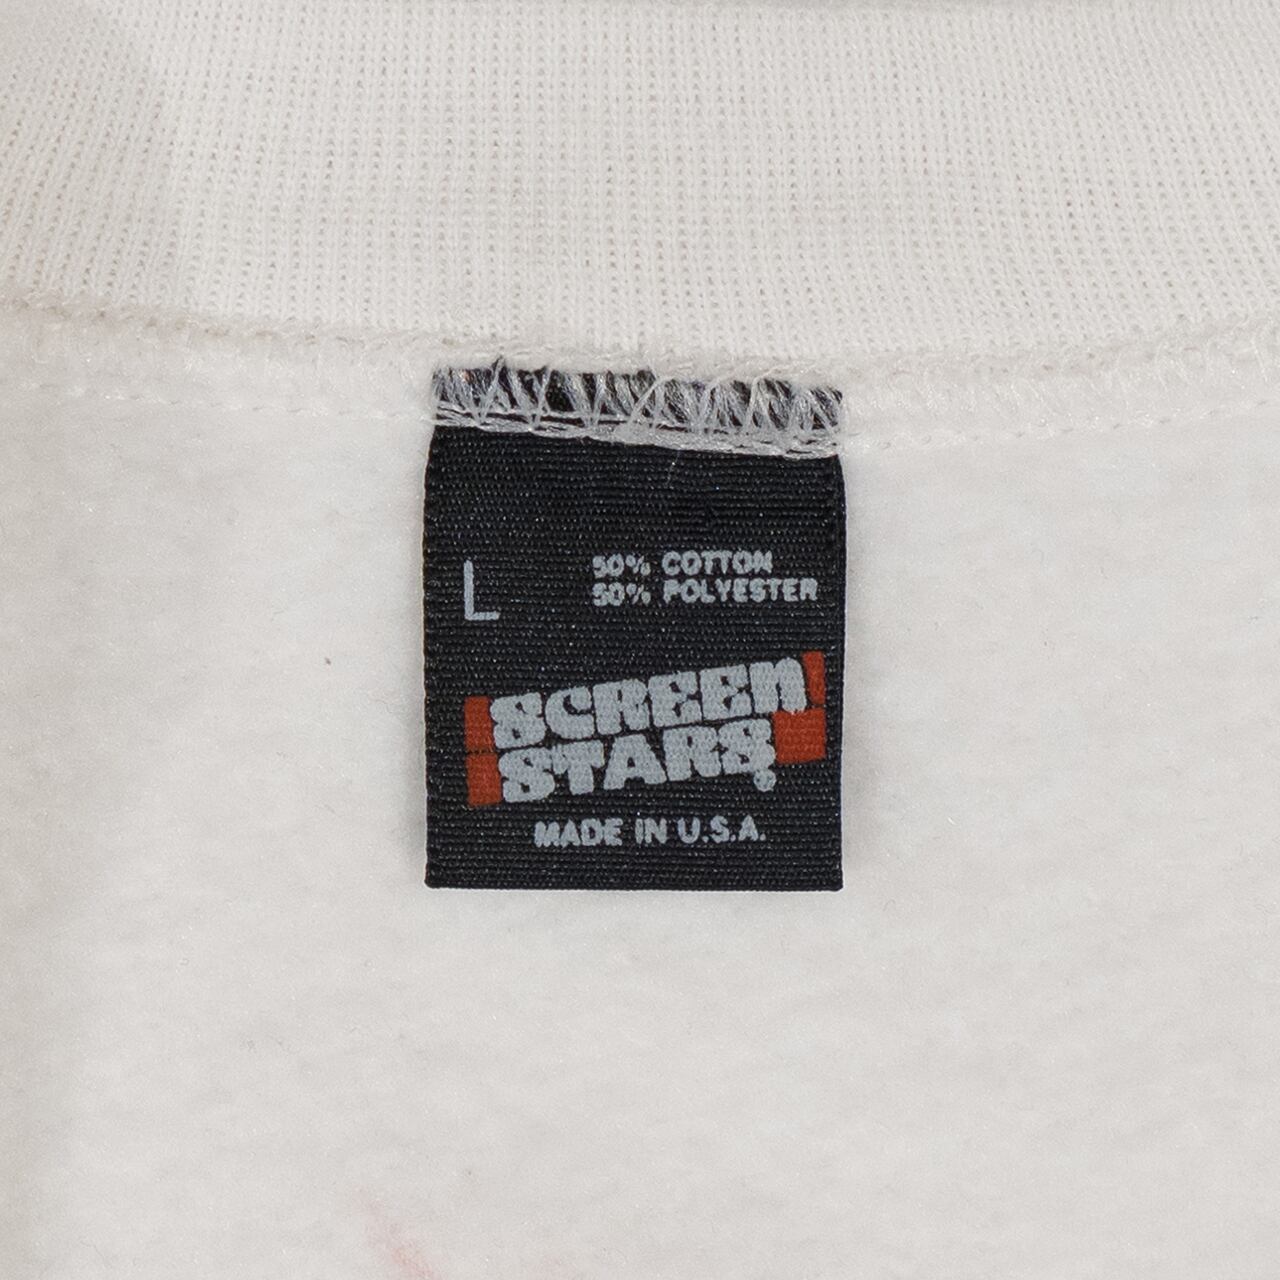 L
50% COTTON
50% POLYESTER
SCREEN
STARS®
MADE IN U.S.A.